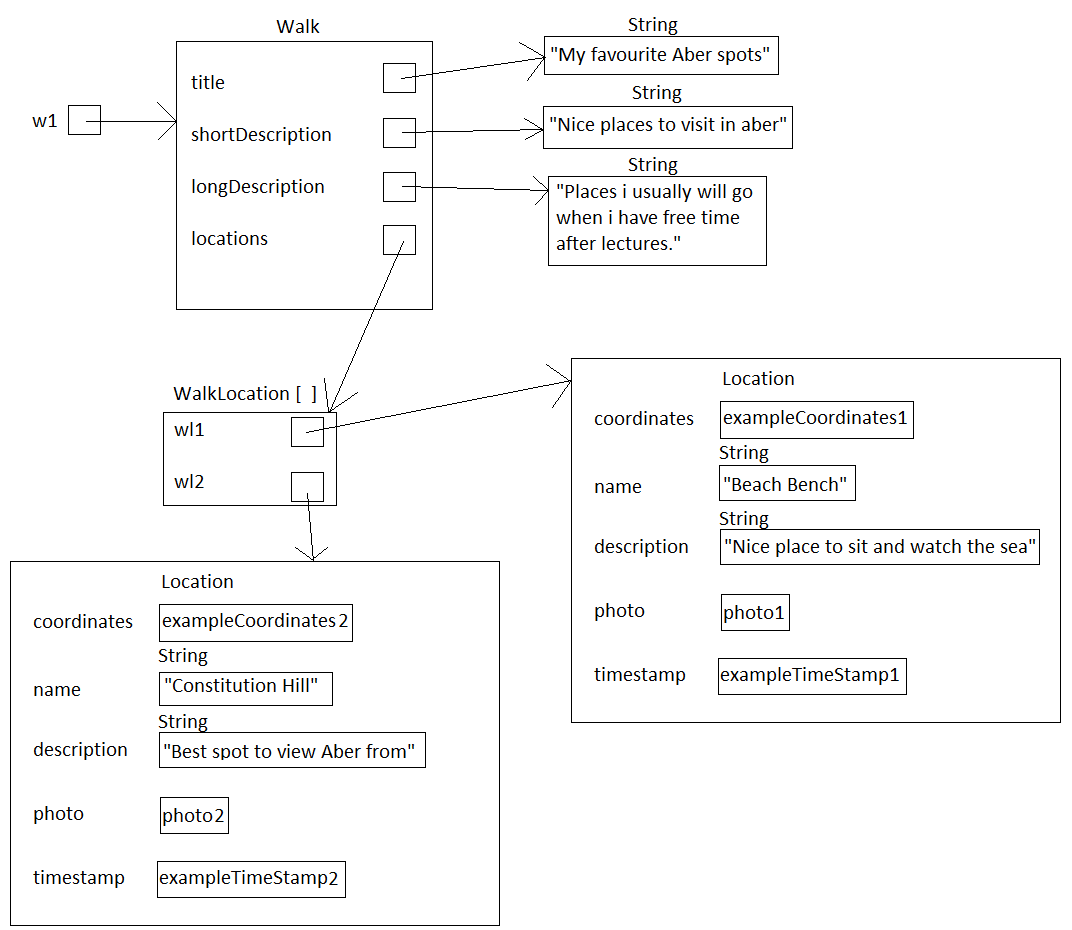 Walk
w1
title
shortDescription
longDescription
locations
String
"My favourite Aber spots"
String
"Nice places to visit in aber"
String
"Places i usually will go
when i have free time
after lectures."
WalkLocation [ ]
wl1
wl2
Location
coordinates exampleCoordinates1
String
name "Beach Bench"
String
description "Nice place to sit and watch the sea"
photo photo1
timestamp exampleTimeStamp1
Location
coordinates exampleCoordinates2
String
name "Constitution Hill"
String
description "Best spot to view Aber from"
photo photo2
timestamp exampleTimeStamp2